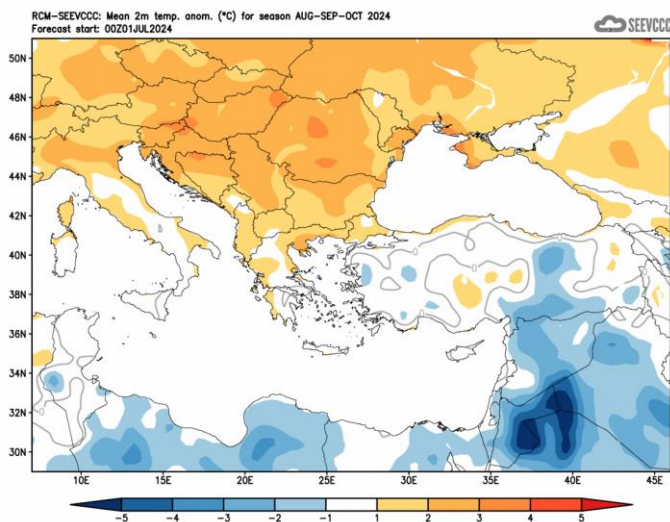 RCM-SEEVCCC: Mean 2m temp. anom. (°C) for season AUG-SEP-OCT 2024
Forecast start: 00Z01JUL2024
SEEVCCC
50N
48N
46N
44N
42N
40N
38N
36N
34N
32N
30N
10E 15E 20E 25E 30E 35E 40E 45E
-5 -4 -3 -2 -1 1 2 3 4 5